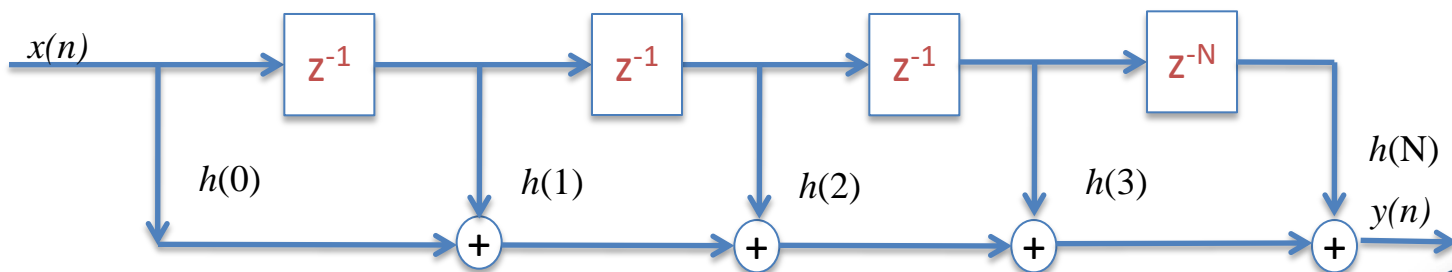 x(n)
z⁻¹ z⁻¹ z⁻¹ z⁻ᴺ
h(0) h(1) h(2) h(3) h(N)
y(n)
+ + + +